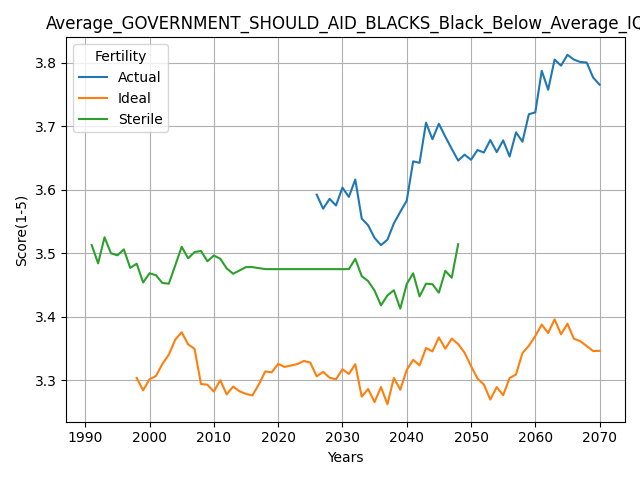 Average_GOVERNMENT_SHOULD_AID_BLACKS_Black_Below_Average_IQ
Fertility
Actual
Ideal
Sterile
3.8
3.7
3.6
3.5
3.4
3.3
Score(1-5)
1990 2000 2010 2020 2030 2040 2050 2060 2070
Years